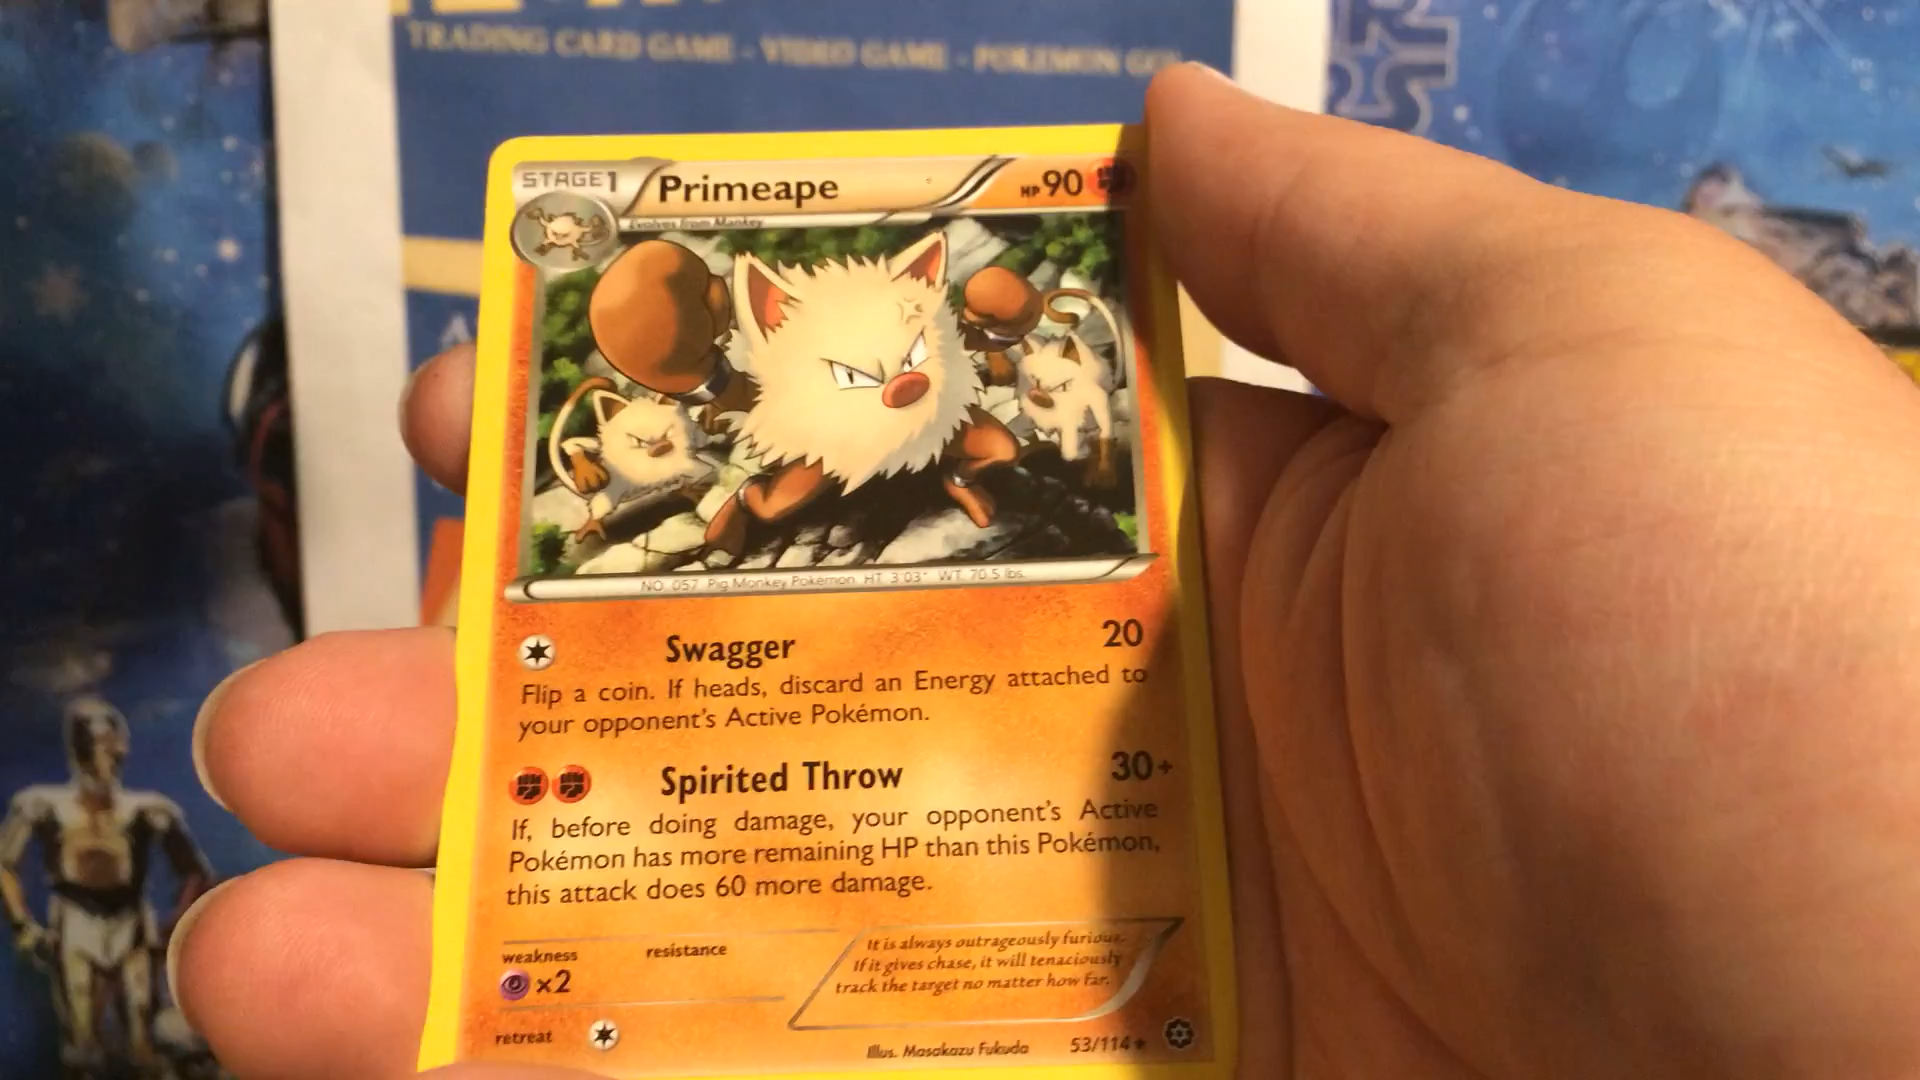 TRADING CARD GAME - VIDEO GAME - POKEMON GO
STAGE1
Primeape
HP90
Evolves from Mankey
NO. 057 Pig Monkey Pokémon HT 3'03" WT 70.5 lbs.
Swagger 20
Flip a coin. If heads, discard an Energy attached to
your opponent's Active Pokémon.
Spirited Throw 30+
If, before doing damage, your opponent's Active
Pokémon has more remaining HP than this Pokémon,
this attack does 60 more damage.
weakness
resistance
×2
It is always outrageously furious.
If it gives chase, it will tenaciously
track the target no matter how far.
retreat
Illus. Masakazu Fukuda
53/114★